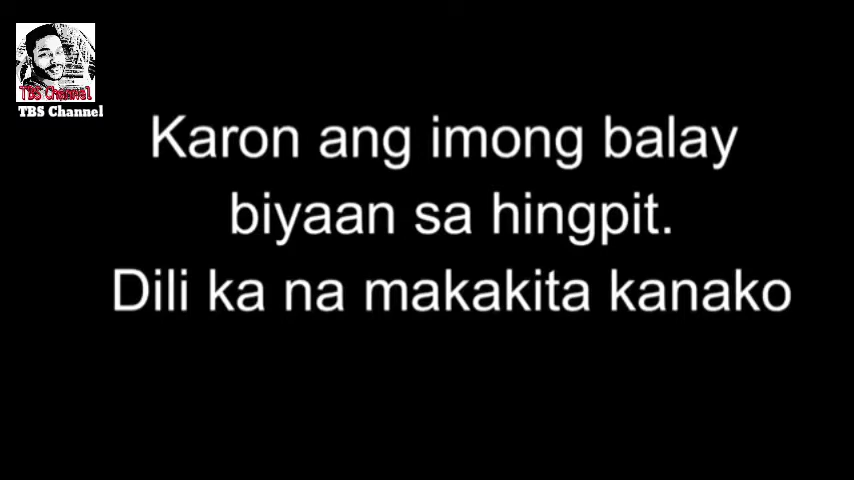 TBS Channel
TBS Channel
Karon ang imong balay
biyaan sa hingpit.
Dili ka na makakita kanako